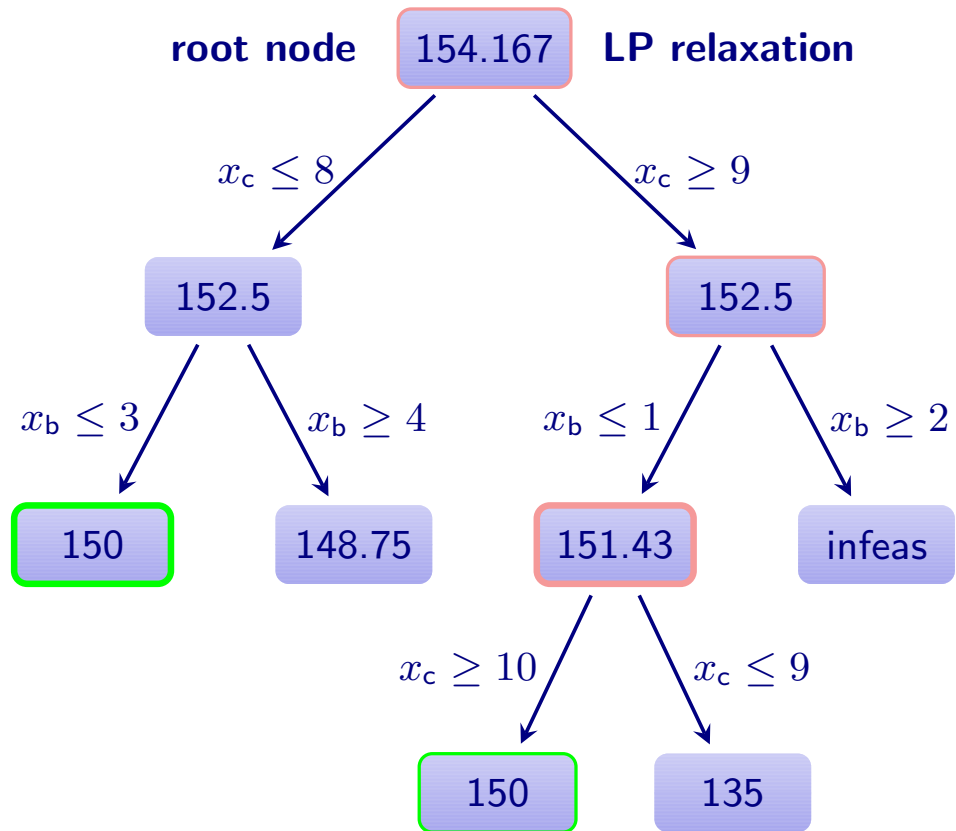 root node 154.167 LP relaxation
x_c ≤ 8 x_c ≥ 9
152.5 152.5
x_b ≤ 3 x_b ≥ 4 x_b ≤ 1 x_b ≥ 2
150 148.75 151.43 infeas
x_c ≥ 10 x_c ≤ 9
150 135